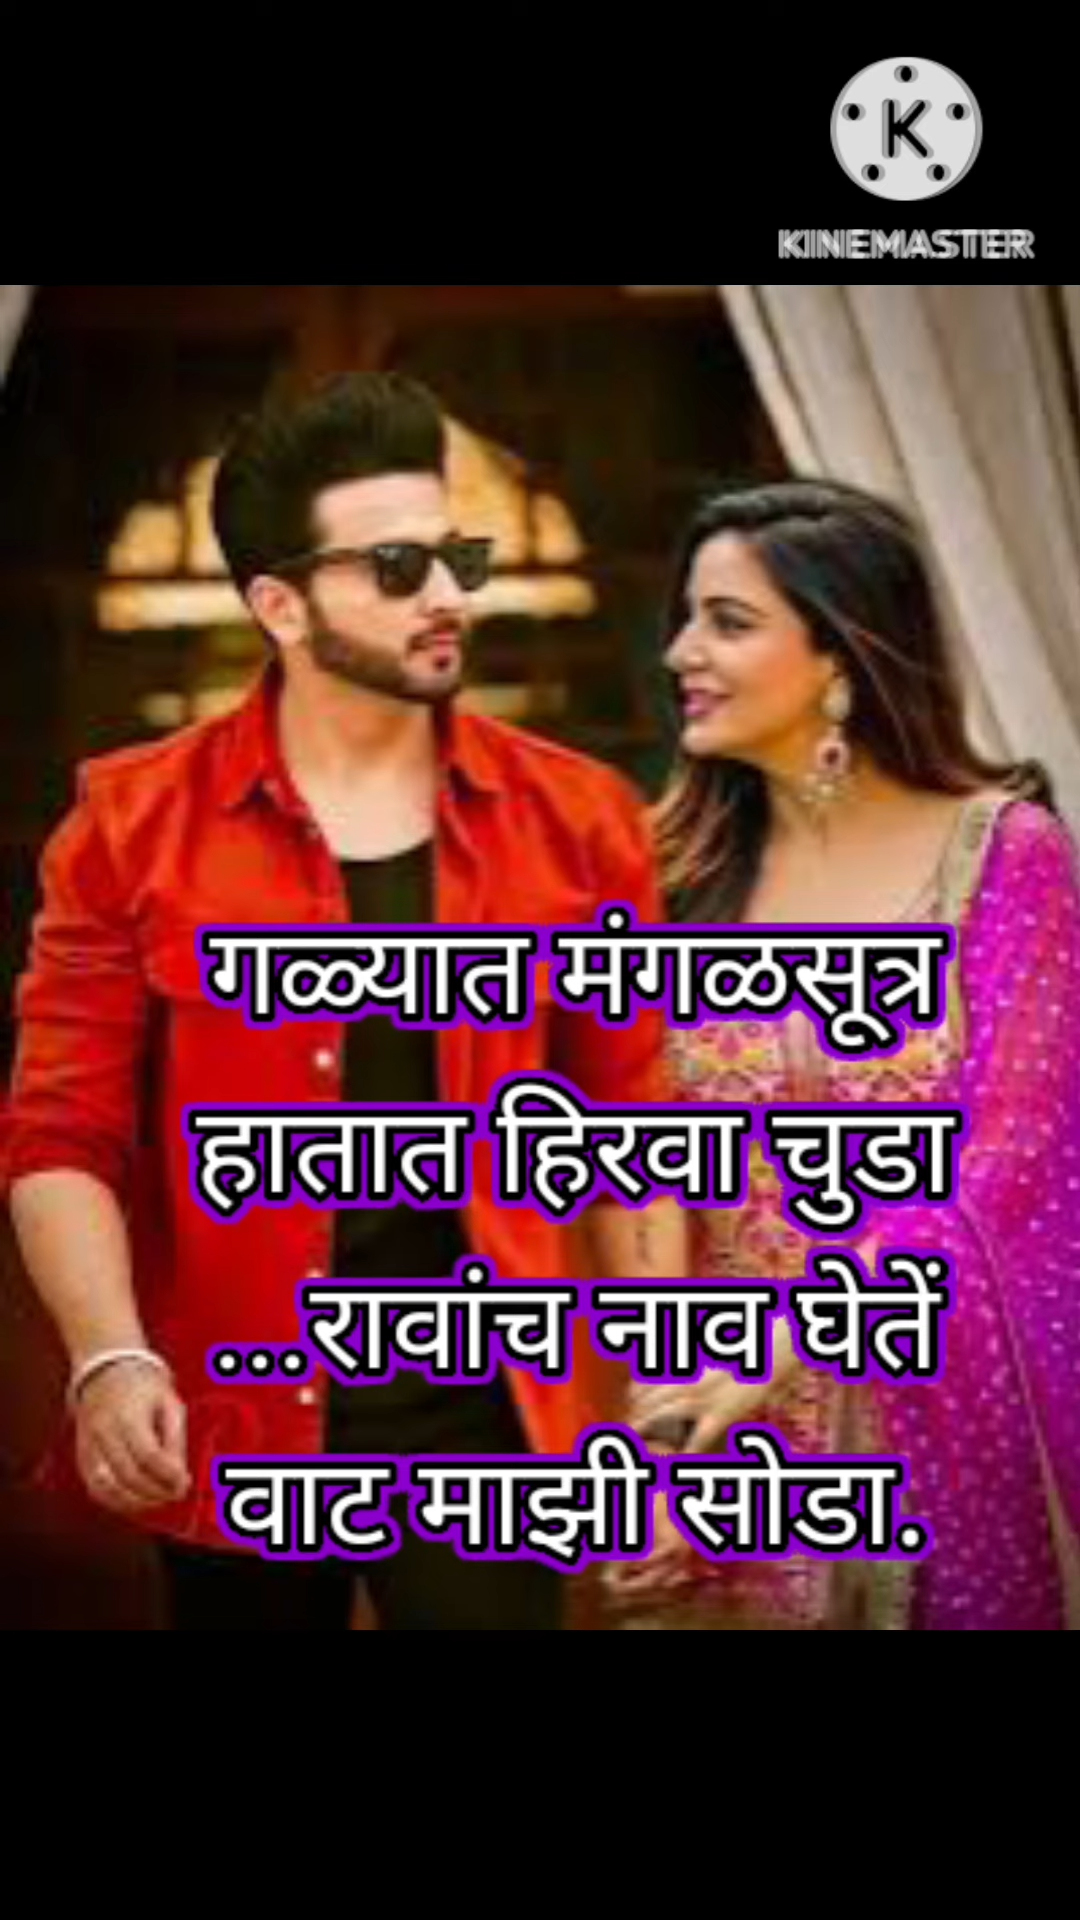 K
KINEMASTER
गळ्यात मंगळसूत्र
हातात हिरवा चुडा
...रावांच नाव घेतें
वाट माझी सोडा.